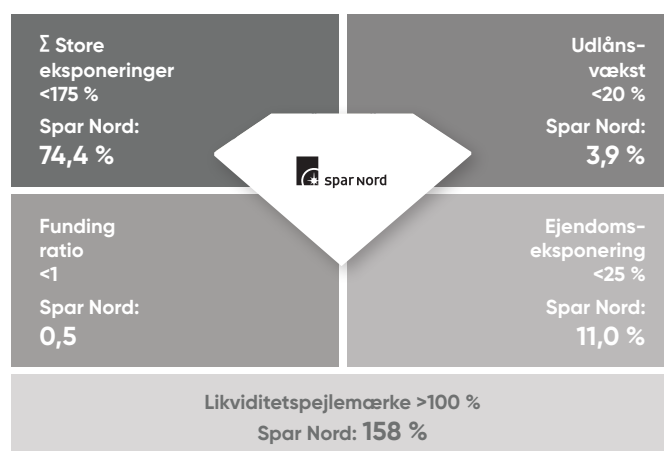 Σ Store
eksponeringer
<175 %
Spar Nord:
74,4 %
Udlåns-
vækst
<20 %
Spar Nord:
3,9 %
spar nord
Funding
ratio
<1
Spar Nord:
0,5
Ejendoms-
eksponering
<25 %
Spar Nord:
11,0 %
Likviditetspejlemærke >100 %
Spar Nord: 158 %